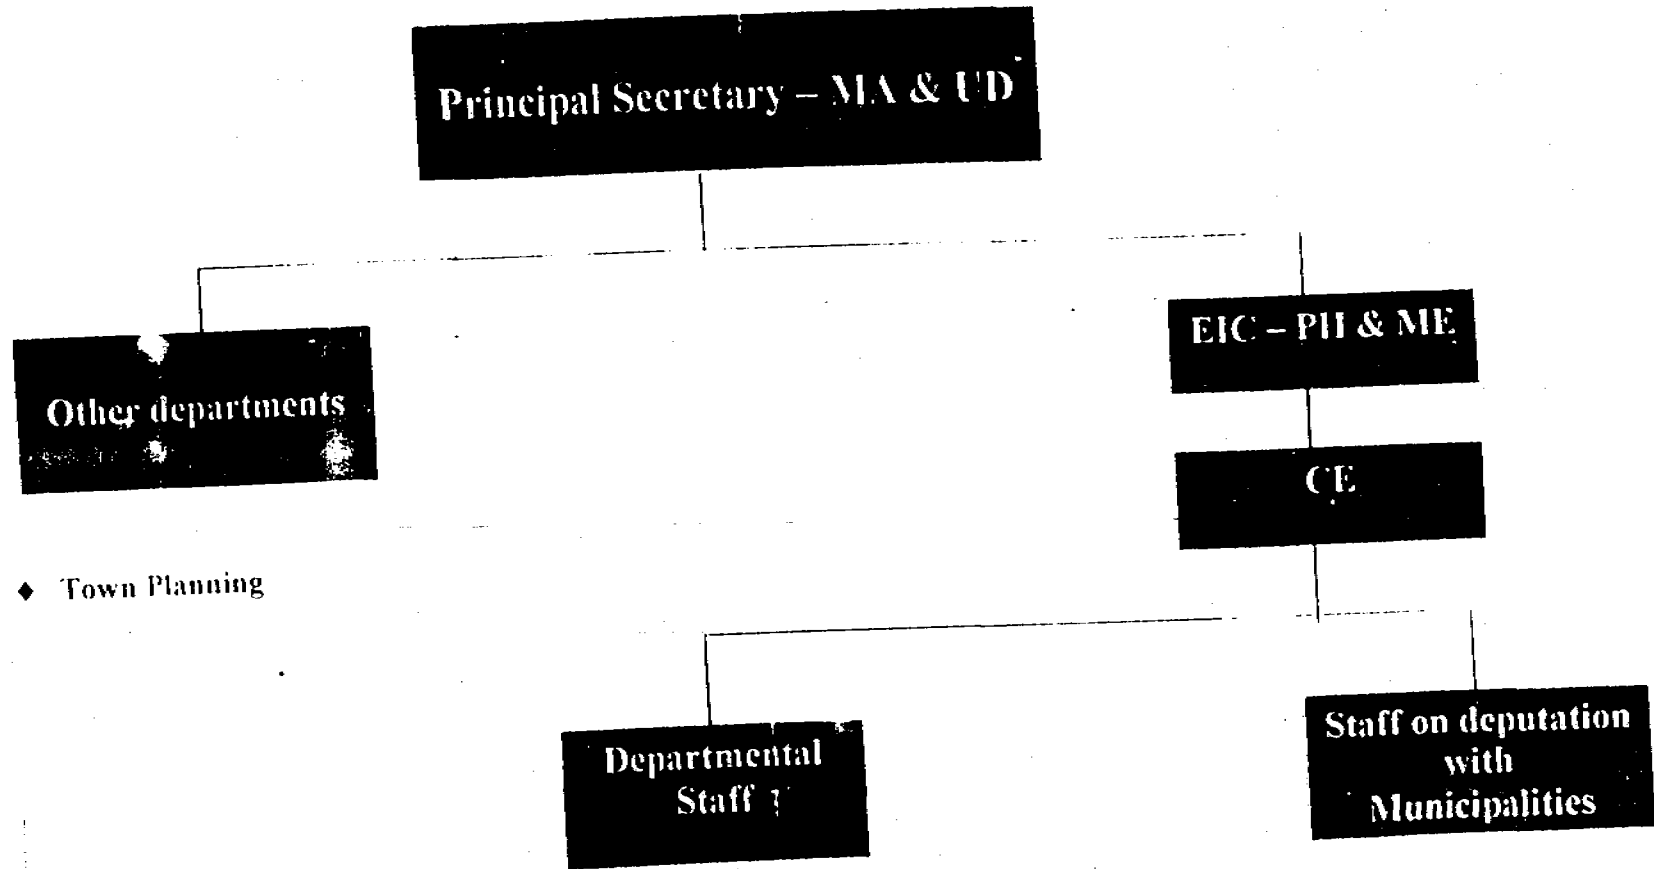 Principal Secretary – MA & UD
EIC – PH & ME
Other departments
CE
♦ Town Planning
Departmental
Staff
Staff on deputation
with
Municipalities